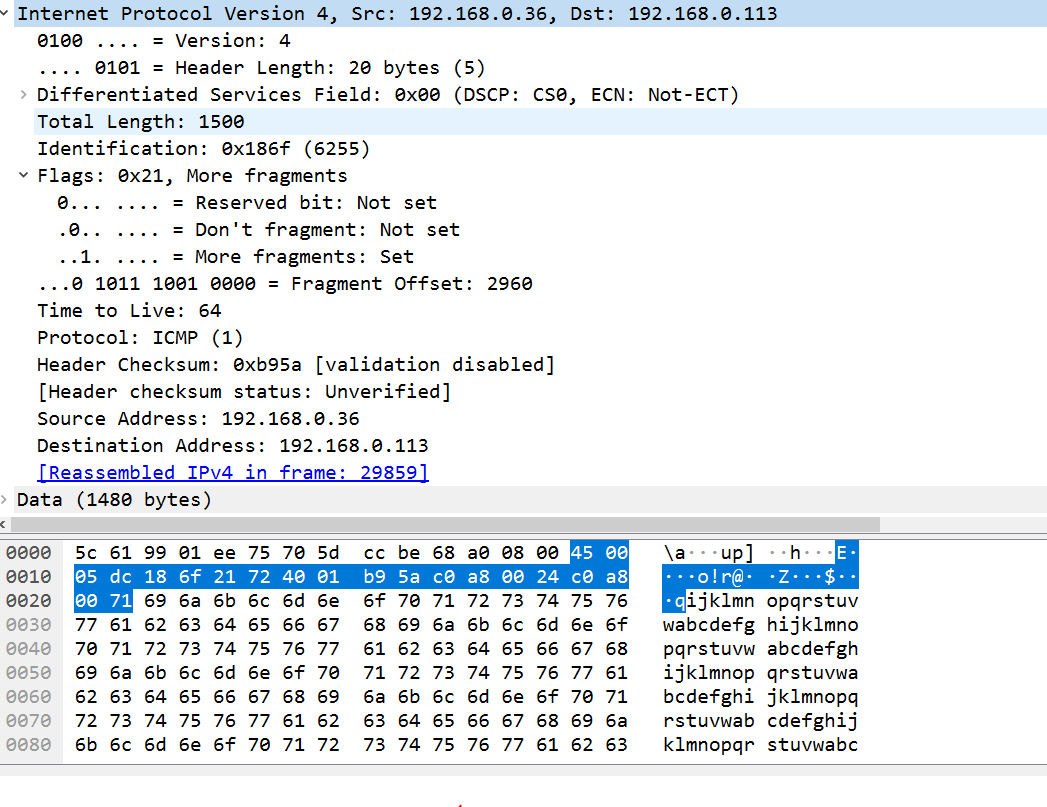 Internet Protocol Version 4, Src: 192.168.0.36, Dst: 192.168.0.113
0100 .... = Version: 4
.... 0101 = Header Length: 20 bytes (5)
Differentiated Services Field: 0x00 (DSCP: CS0, ECN: Not-ECT)
Total Length: 1500
Identification: 0x186f (6255)
Flags: 0x21, More fragments
0... .... = Reserved bit: Not set
.0.. .... = Don't fragment: Not set
..1. .... = More fragments: Set
...0 1011 1001 0000 = Fragment Offset: 2960
Time to Live: 64
Protocol: ICMP (1)
Header Checksum: 0xb95a [validation disabled]
[Header checksum status: Unverified]
Source Address: 192.168.0.36
Destination Address: 192.168.0.113
[Reassembled IPv4 in frame: 29859]
Data (1480 bytes)
0000 5c 61 99 01 ee 75 70 5d cc be 68 a0 08 00 45 00 \a···up] ··h···E·
0010 05 dc 18 6f 21 72 40 01 b9 5a c0 a8 00 24 c0 a8 ···o!r@· ·Z···$··
0020 00 71 69 6a 6b 6c 6d 6e 6f 70 71 72 73 74 75 76 ·qijklmn opqrstuv
0030 77 61 62 63 64 65 66 67 68 69 6a 6b 6c 6d 6e 6f wabcdefg hijklmno
0040 70 71 72 73 74 75 76 77 61 62 63 64 65 66 67 68 pqrstuvw abcdefgh
0050 69 6a 6b 6c 6d 6e 6f 70 71 72 73 74 75 76 77 61 ijklmnop qrstuvwa
0060 62 63 64 65 66 67 68 69 6a 6b 6c 6d 6e 6f 70 71 bcdefghi jklmnopq
0070 72 73 74 75 76 77 61 62 63 64 65 66 67 68 69 6a rstuvwab cdefghij
0080 6b 6c 6d 6e 6f 70 71 72 73 74 75 76 77 61 62 63 klmnopqr stuvwabc